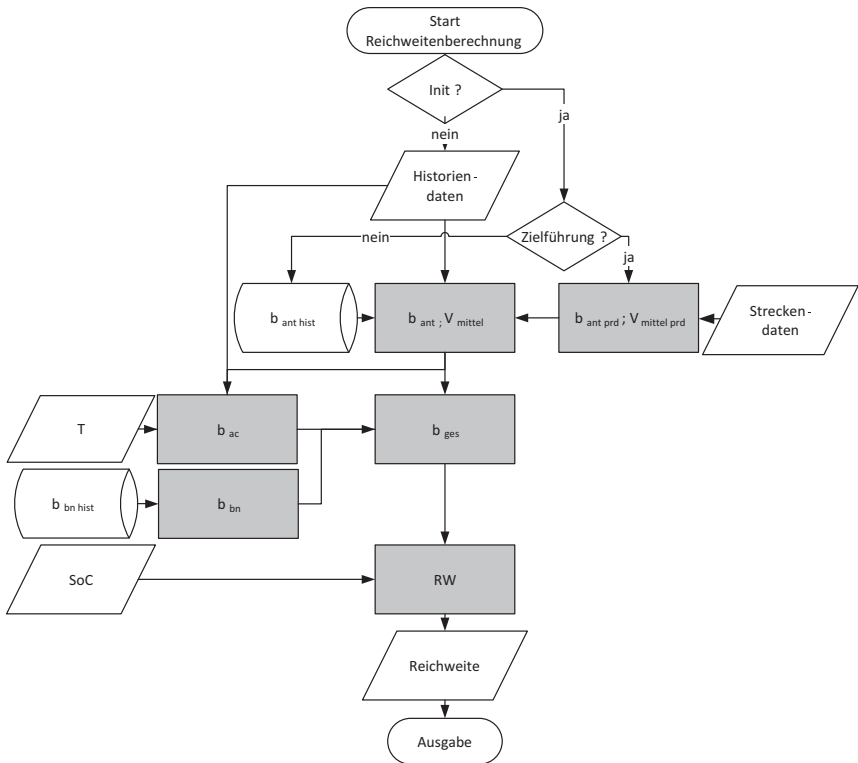 Start
Reichweitenberechnung
Init ?
ja
nein
Historien-
daten
nein
Zielführung ?
ja
b ant hist
b ant ; V mittel
b ant prd ; V mittel prd
Strecken-
daten
T
b ac
b ges
b bn hist
b bn
SoC
RW
Reichweite
Ausgabe